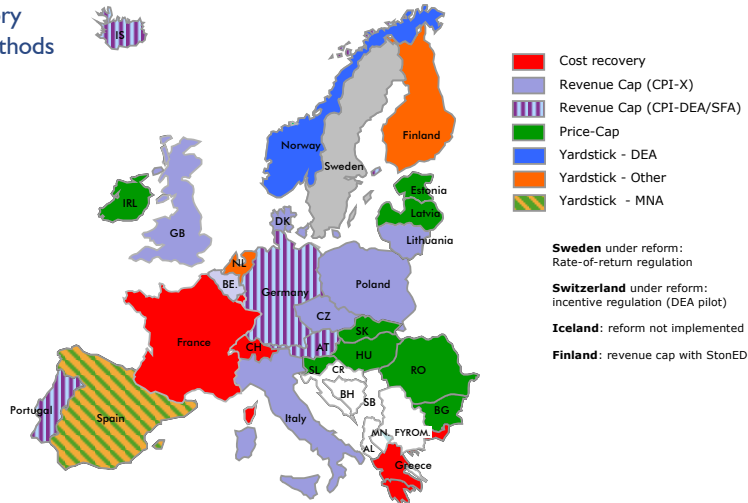 ry
thods
IS
Norway
Finland
Sweden
Estonia
Latvia
Lithuania
IRL
GB
DK
NL
BE.
Germany
Poland
CZ
SK
France
CH
AT
HU
SL
CR
RO
BH
SB
BG
Portugal
Spain
Italy
MN.
FYROM.
AL
Greece
Cost recovery
Revenue Cap (CPI-X)
Revenue Cap (CPI-DEA/SFA)
Price-Cap
Yardstick - DEA
Yardstick - Other
Yardstick - MNA
Sweden under reform:
Rate-of-return regulation
Switzerland under reform:
incentive regulation (DEA pilot)
Iceland: reform not implemented
Finland: revenue cap with StonED